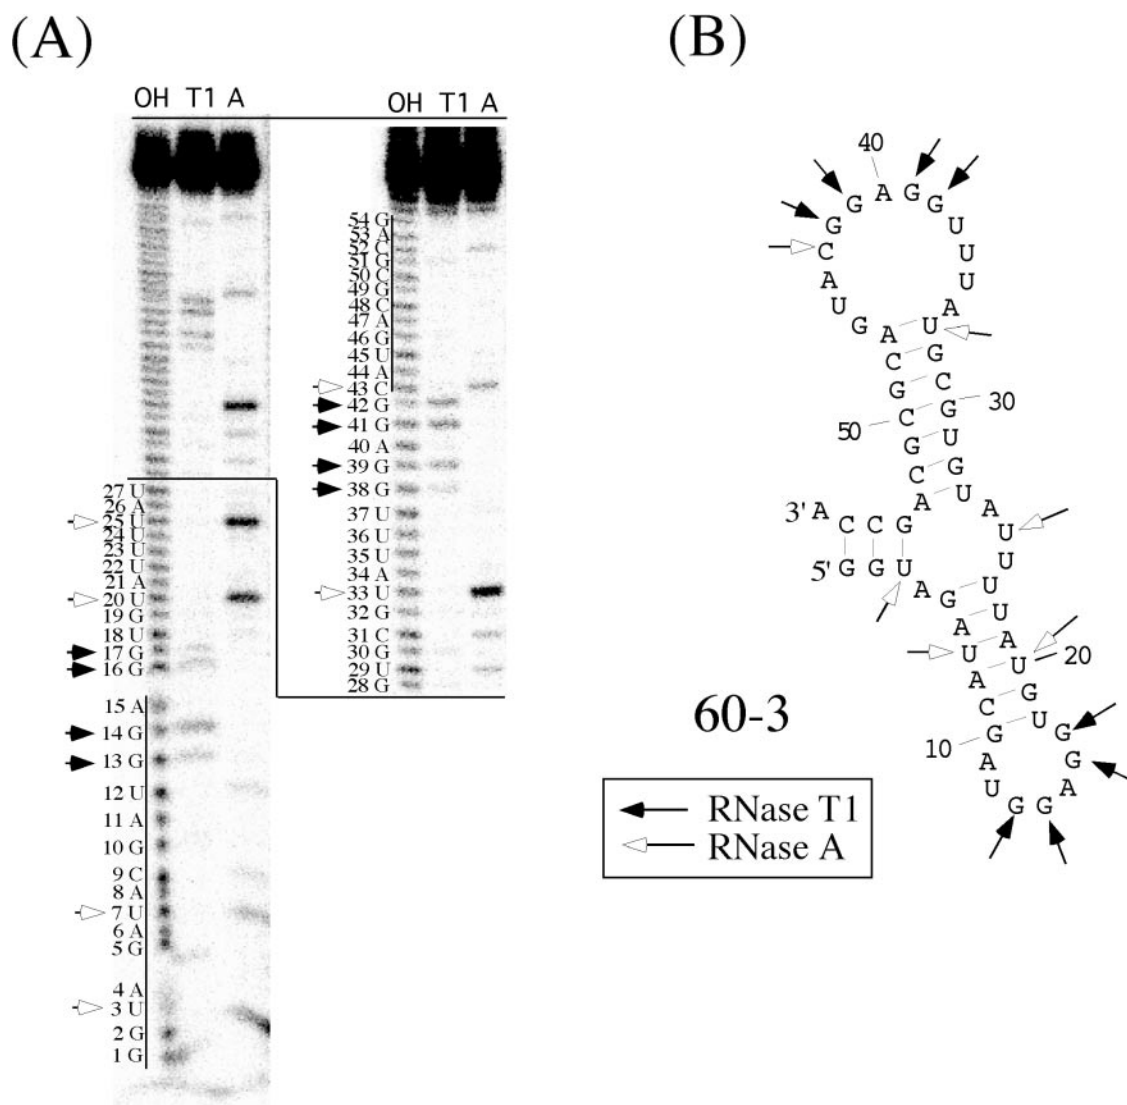 (A)
(B)
OH T1 A
OH T1 A
54 G
53 A
52 C
51 G
50 C
49 G
48 C
47 A
46 G
45 U
44 A
43 C
42 G
41 G
40 A
39 G
38 G
37 U
36 U
35 U
34 A
33 U
32 G
31 C
30 G
29 U
28 G
27 U
26 A
25 U
24 U
23 U
22 U
21 A
20 U
19 G
18 U
17 G
16 G
15 A
14 G
13 G
12 U
11 A
10 G
9 C
8 A
7 U
6 A
5 G
4 A
3 U
2 G
1 G
40
G G A G G
C U
A U
U U
G A
A U
C G
G C
C G 30
50 G U
C G
A U
3' A C C G A
5' G G U A U
G U
A U
U U
A A
C U 20
G G
10 A U
U G
G G
G A
60-3
RNase T1
RNase A